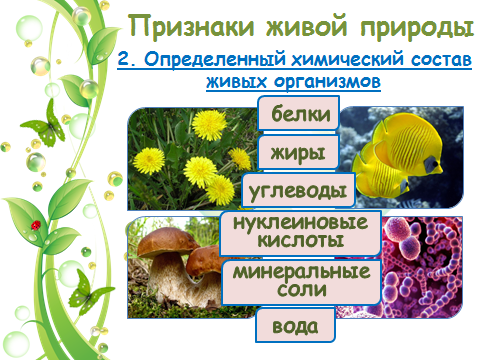 Признаки живой природы
2. Определенный химический состав
живых организмов
белки
жиры
углеводы
нуклеиновые
кислоты
минеральные
соли
вода